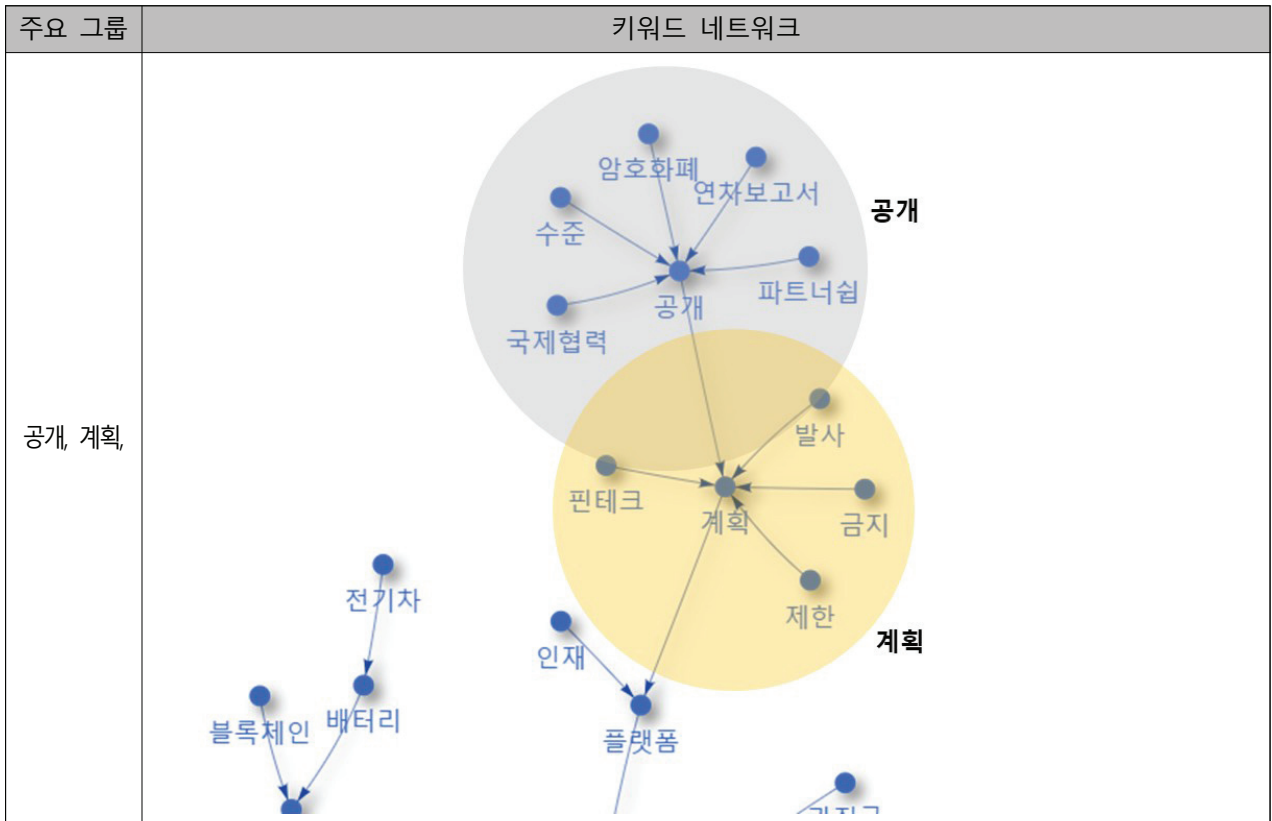 주요 그룹
키워드 네트워크
암호화폐
연차보고서
공개
수준
파트너쉽
공개
국제협력
발사
공개, 계획,
핀테크
계획
금지
전기차
제한
계획
인재
배터리
블록체인
플랫폼